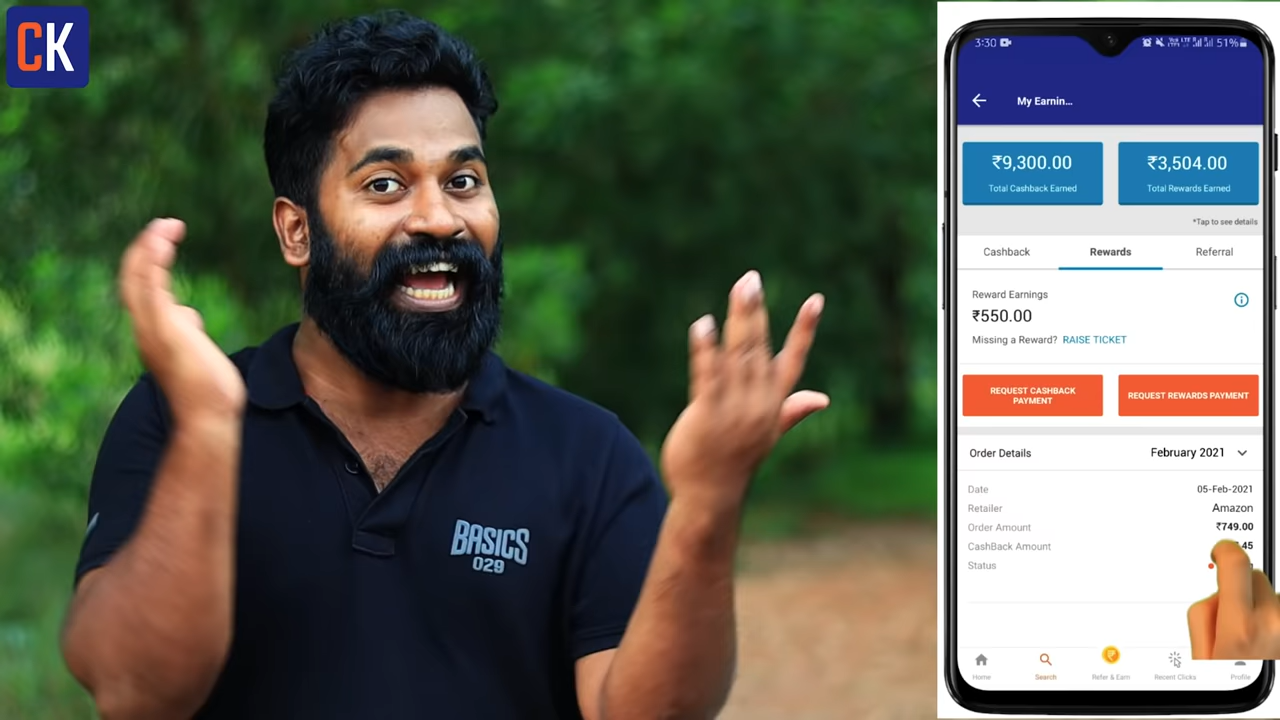 CK
BASICS
029
3:30
51%
My Earnin...
₹9,300.00
Total Cashback Earned
₹3,504.00
Total Rewards Earned
*Tap to see details
Cashback
Rewards
Referral
Reward Earnings
₹550.00
Missing a Reward? RAISE TICKET
REQUEST CASHBACK
PAYMENT
REQUEST REWARDS PAYMENT
Order Details
February 2021
Date
05-Feb-2021
Retailer
Amazon
Order Amount
₹749.00
CashBack Amount
Status
Home
Search
Refer & Earn
Recent Clicks
Profile